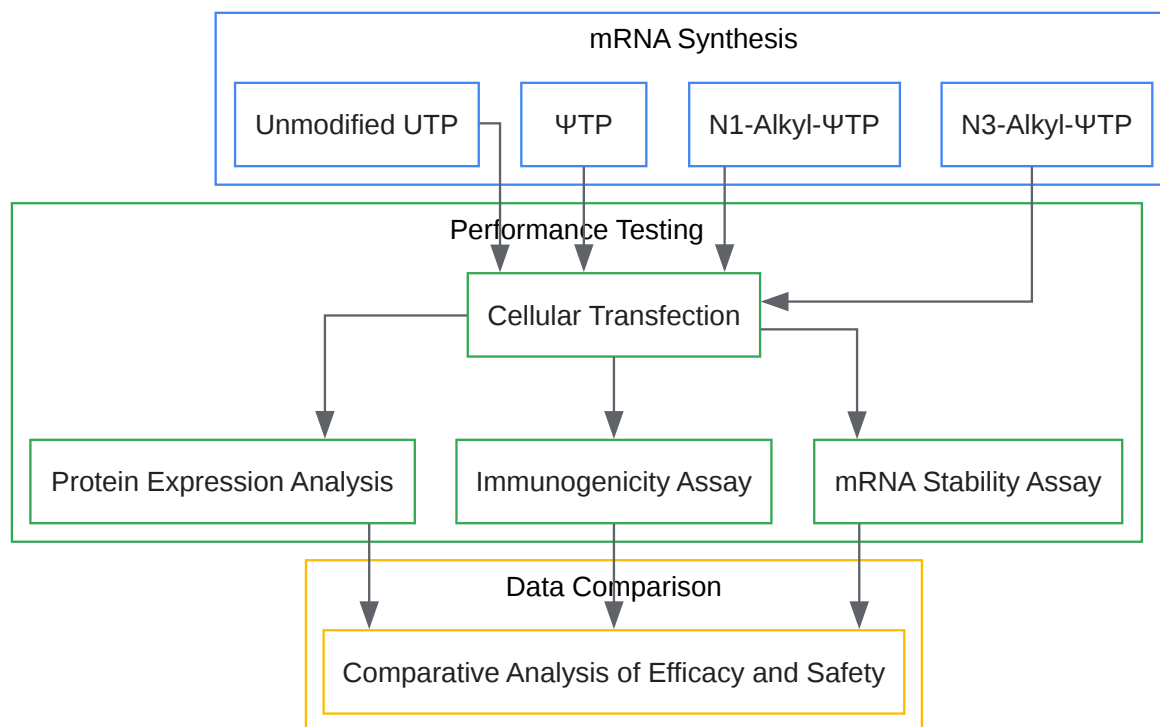 mRNA Synthesis
Unmodified UTP
ΨTP
N1-Alkyl-ΨTP
N3-Alkyl-ΨTP
Performance Testing
Cellular Transfection
Protein Expression Analysis
Immunogenicity Assay
mRNA Stability Assay
Data Comparison
Comparative Analysis of Efficacy and Safety